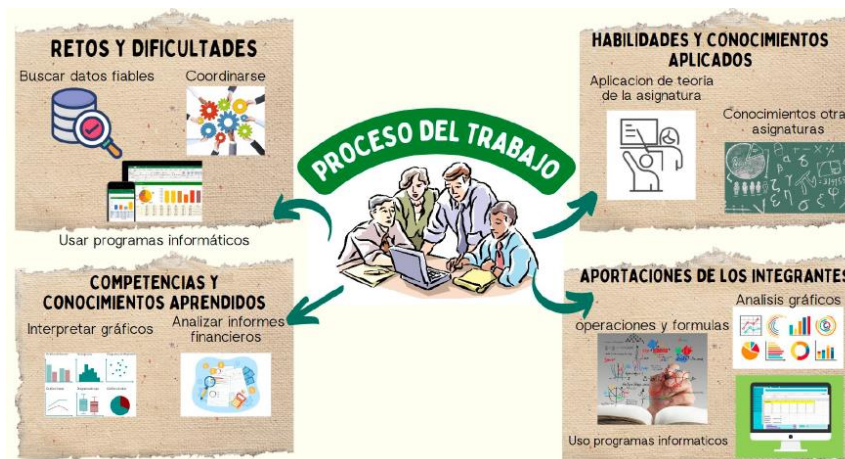 RETOS Y DIFICULTADES
Buscar datos fiables
Coordinarse
Usar programas informáticos
PROCESO DEL TRABAJO
HABILIDADES Y CONOCIMIENTOS
APLICADOS
Aplicacion de teoria
de la asignatura
Conocimientos otra
asignaturas
COMPETENCIAS Y
CONOCIMIENTOS APRENDIDOS
Interpretar gráficos
Analizar informes
financieros
APORTACIONES DE LOS INTEGRANTES
operaciones y formulas
Analisis gráficos
Uso programas informaticos